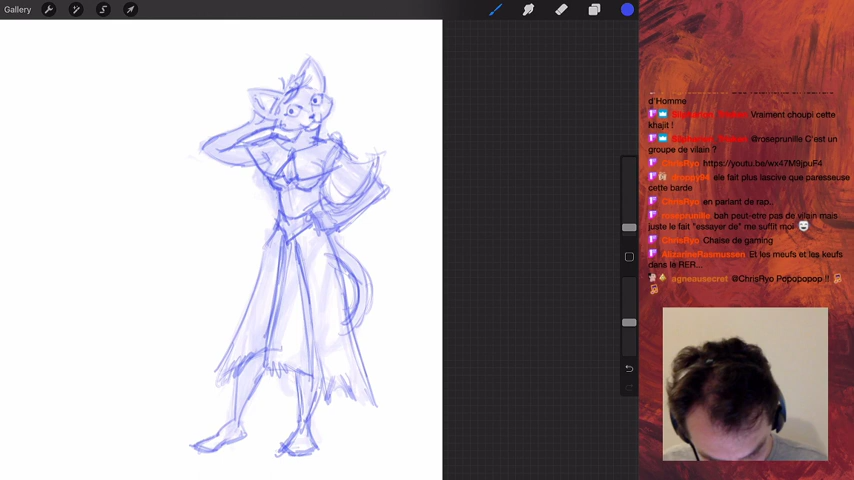 Gallery
d'Homme
Vraiment choupi cette
khajit !
@roseprunille C'est un
groupe de vilain ?
ChrisRyo https://youtu.be/wx47M9jpuF4
droopy94 ele fait plus lascive que paresseuse
cette barde
ChrisRyo en parlant de rap..
roseprunille bah peut-etre pas de vilain mais
juste le fait "essayer de" me suffit moi
ChrisRyo Chaise de gaming
AlizarineRasmussen Et les meufs et les keufs
dans le RER...
agneausecret @ChrisRyo Popopopop !!